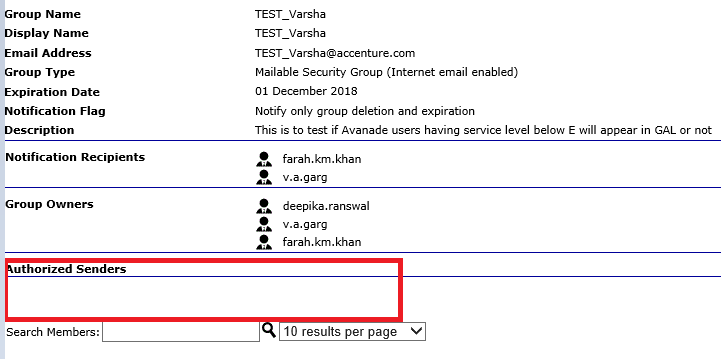 Group Name TEST_Varsha
Display Name TEST_Varsha
Email Address TEST_Varsha@accenture.com
Group Type Mailable Security Group (Internet email enabled)
Expiration Date 01 December 2018
Notification Flag Notify only group deletion and expiration
Description This is to test if Avanade users having service level below E will appear in GAL or not
Notification Recipients farah.km.khan
v.a.garg
Group Owners deepika.ranswal
v.a.garg
farah.km.khan
Authorized Senders
Search Members: 10 results per page